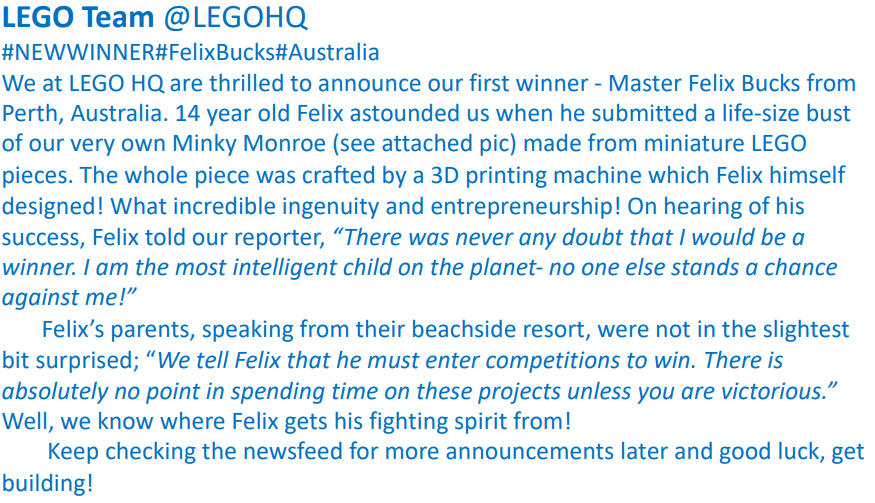 LEGO Team @LEGOHQ
#NEWWINNER#FelixBucks#Australia
We at LEGO HQ are thrilled to announce our first winner - Master Felix Bucks from
Perth, Australia. 14 year old Felix astounded us when he submitted a life-size bust
of our very own Minky Monroe (see attached pic) made from miniature LEGO
pieces. The whole piece was crafted by a 3D printing machine which Felix himself
designed! What incredible ingenuity and entrepreneurship! On hearing of his
success, Felix told our reporter, “There was never any doubt that I would be a
winner. I am the most intelligent child on the planet- no one else stands a chance
against me!”
Felix’s parents, speaking from their beachside resort, were not in the slightest
bit surprised; “We tell Felix that he must enter competitions to win. There is
absolutely no point in spending time on these projects unless you are victorious.”
Well, we know where Felix gets his fighting spirit from!
Keep checking the newsfeed for more announcements later and good luck, get
building!